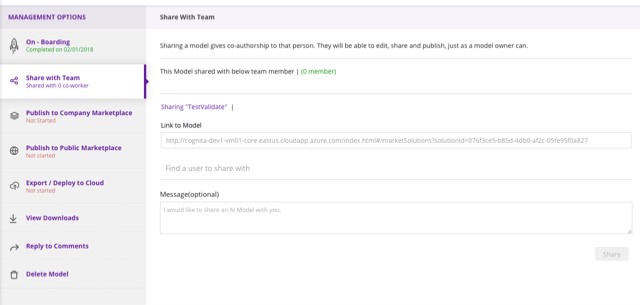 MANAGEMENT OPTIONS
On - Boarding
Completed on 02/01/2018
Share with Team
Shared with 0 co-worker
Publish to Company Marketplace
Not Started
Publish to Public Marketplace
Not started
Export / Deploy to Cloud
Not started
View Downloads
Reply to Comments
Delete Model
Share With Team
Sharing a model gives co-authorship to that person. They will be able to edit, share and publish, just as a model owner can.
This Model shared with below team member | (0 member)
Sharing "TestValidate" |
Link to Model
http://cognita-dev1-vm01-core.eastus.cloudapp.azure.com/index.html#/marketSolutions?solutionId=076f3ce5-b85d-4db0-af2c-05fe95f0a827
Find a user to share with
Message(optional)
I would like to share an AI Model with you.
Share